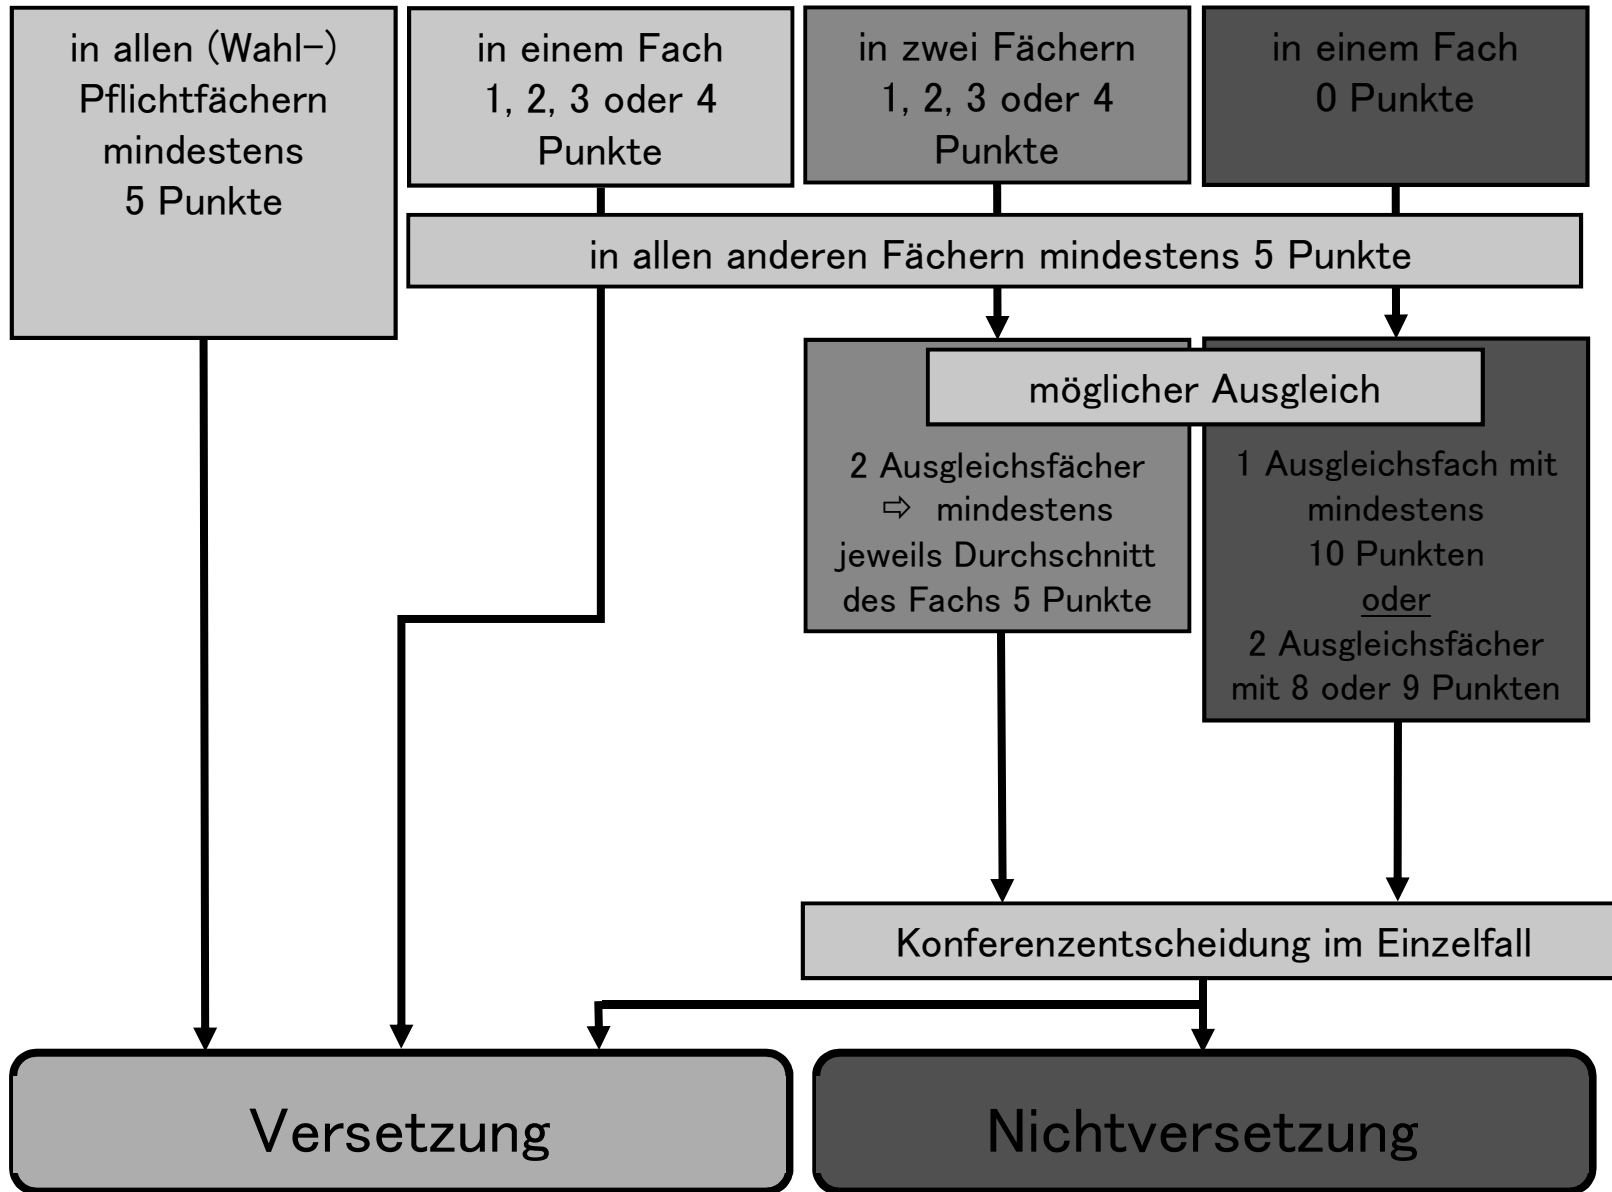 in allen (Wahl-)
Pflichtfächern
mindestens
5 Punkte
in einem Fach
1, 2, 3 oder 4
Punkte
in zwei Fächern
1, 2, 3 oder 4
Punkte
in einem Fach
0 Punkte
in allen anderen Fächern mindestens 5 Punkte
möglicher Ausgleich
2 Ausgleichsfächer
⇨ mindestens
jeweils Durchschnitt
des Fachs 5 Punkte
1 Ausgleichsfach mit
mindestens
10 Punkten
oder
2 Ausgleichsfächer
mit 8 oder 9 Punkten
Konferenzentscheidung im Einzelfall
Versetzung
Nichtversetzung